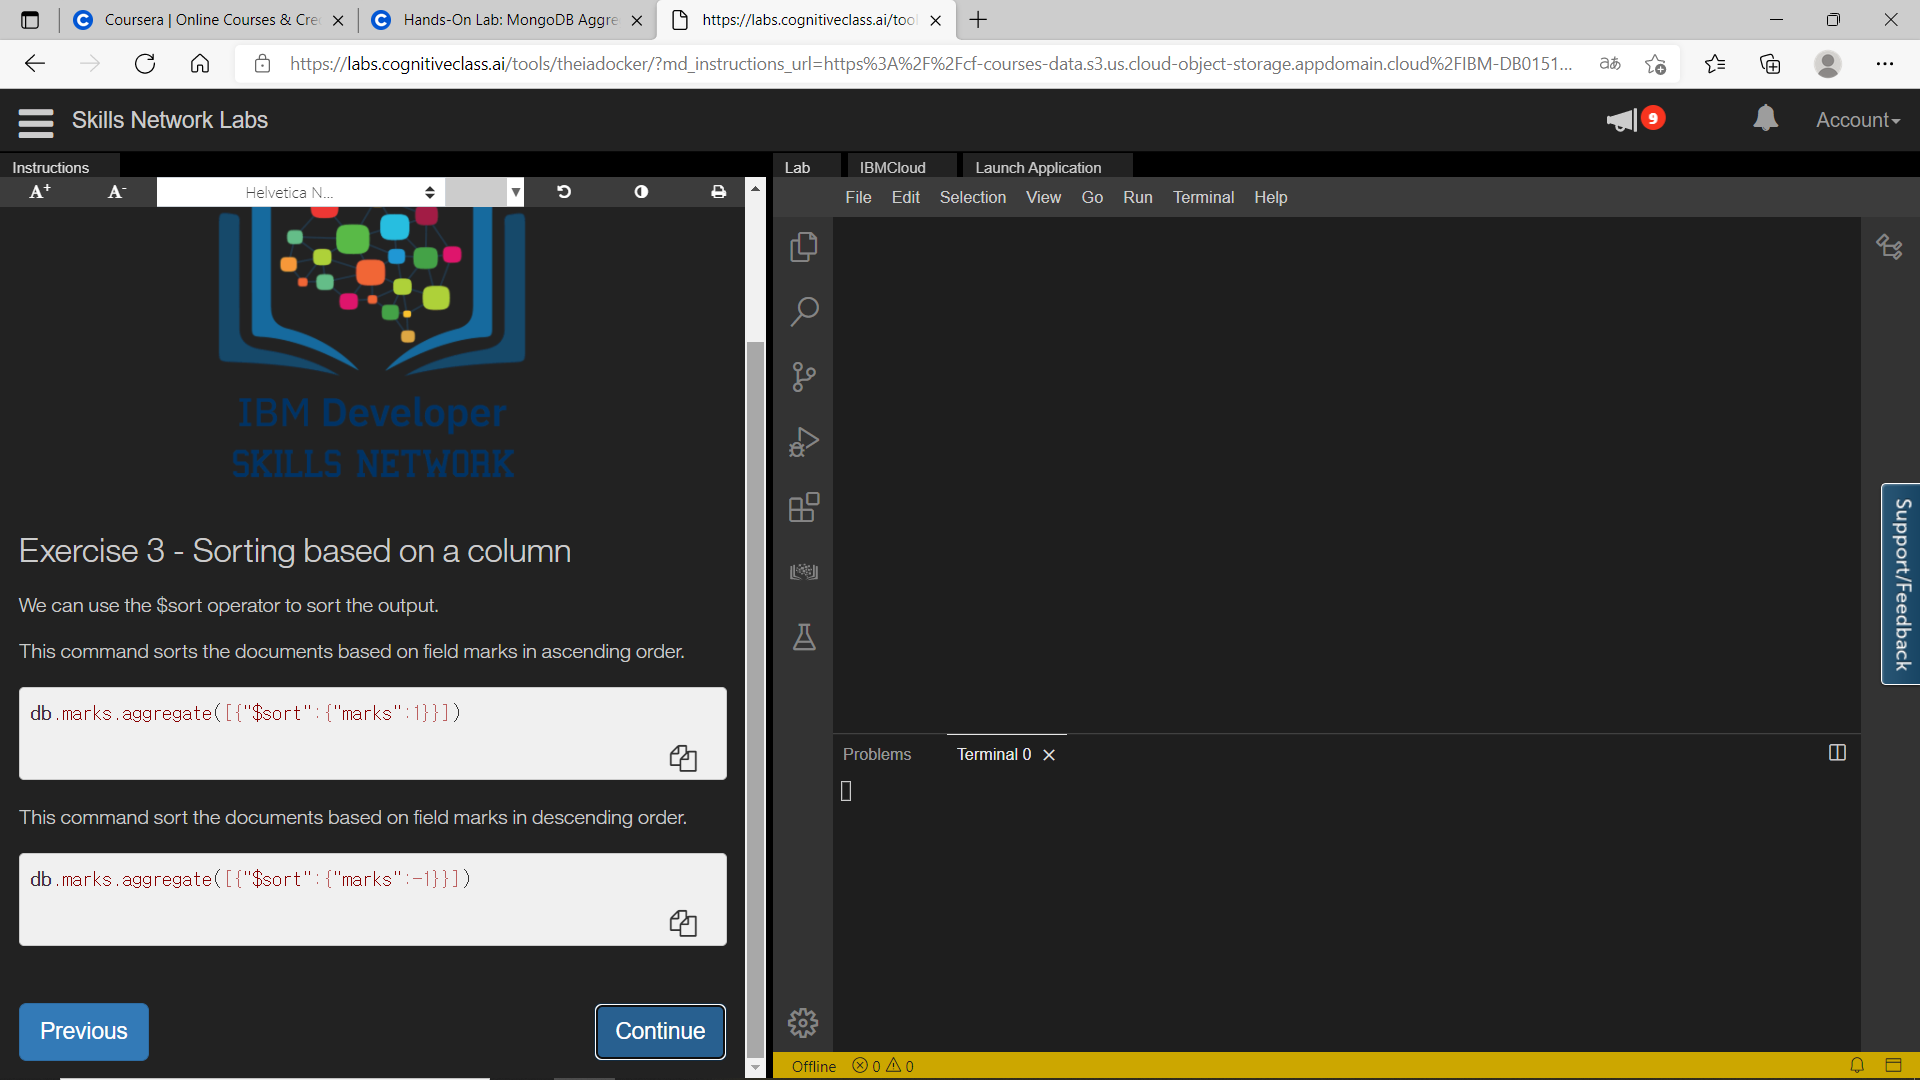 Coursera | Online Courses & Cre
Hands-On Lab: MongoDB Aggre
https://labs.cognitiveclass.ai/tool
https://labs.cognitiveclass.ai/tools/theiadocker/?md_instructions_url=https%3A%2F%2Fcf-courses-data.s3.us.cloud-object-storage.appdomain.cloud%2FIBM-DB0151...
ああ
Skills Network Labs
9
Account
Instructions
Lab
IBMCloud
Launch Application
A+
A-
Helvetica N...
File Edit Selection View Go Run Terminal Help
IBM Developer
SKILLS NETWORK
Exercise 3 - Sorting based on a column
We can use the $sort operator to sort the output.
This command sorts the documents based on field marks in ascending order.
db.marks.aggregate([{"$sort":{"marks":1}}])
This command sort the documents based on field marks in descending order.
db.marks.aggregate([{"$sort":{"marks":-1}}])
Previous
Continue
Support/Feedback
Problems
Terminal 0
Offline
0
0